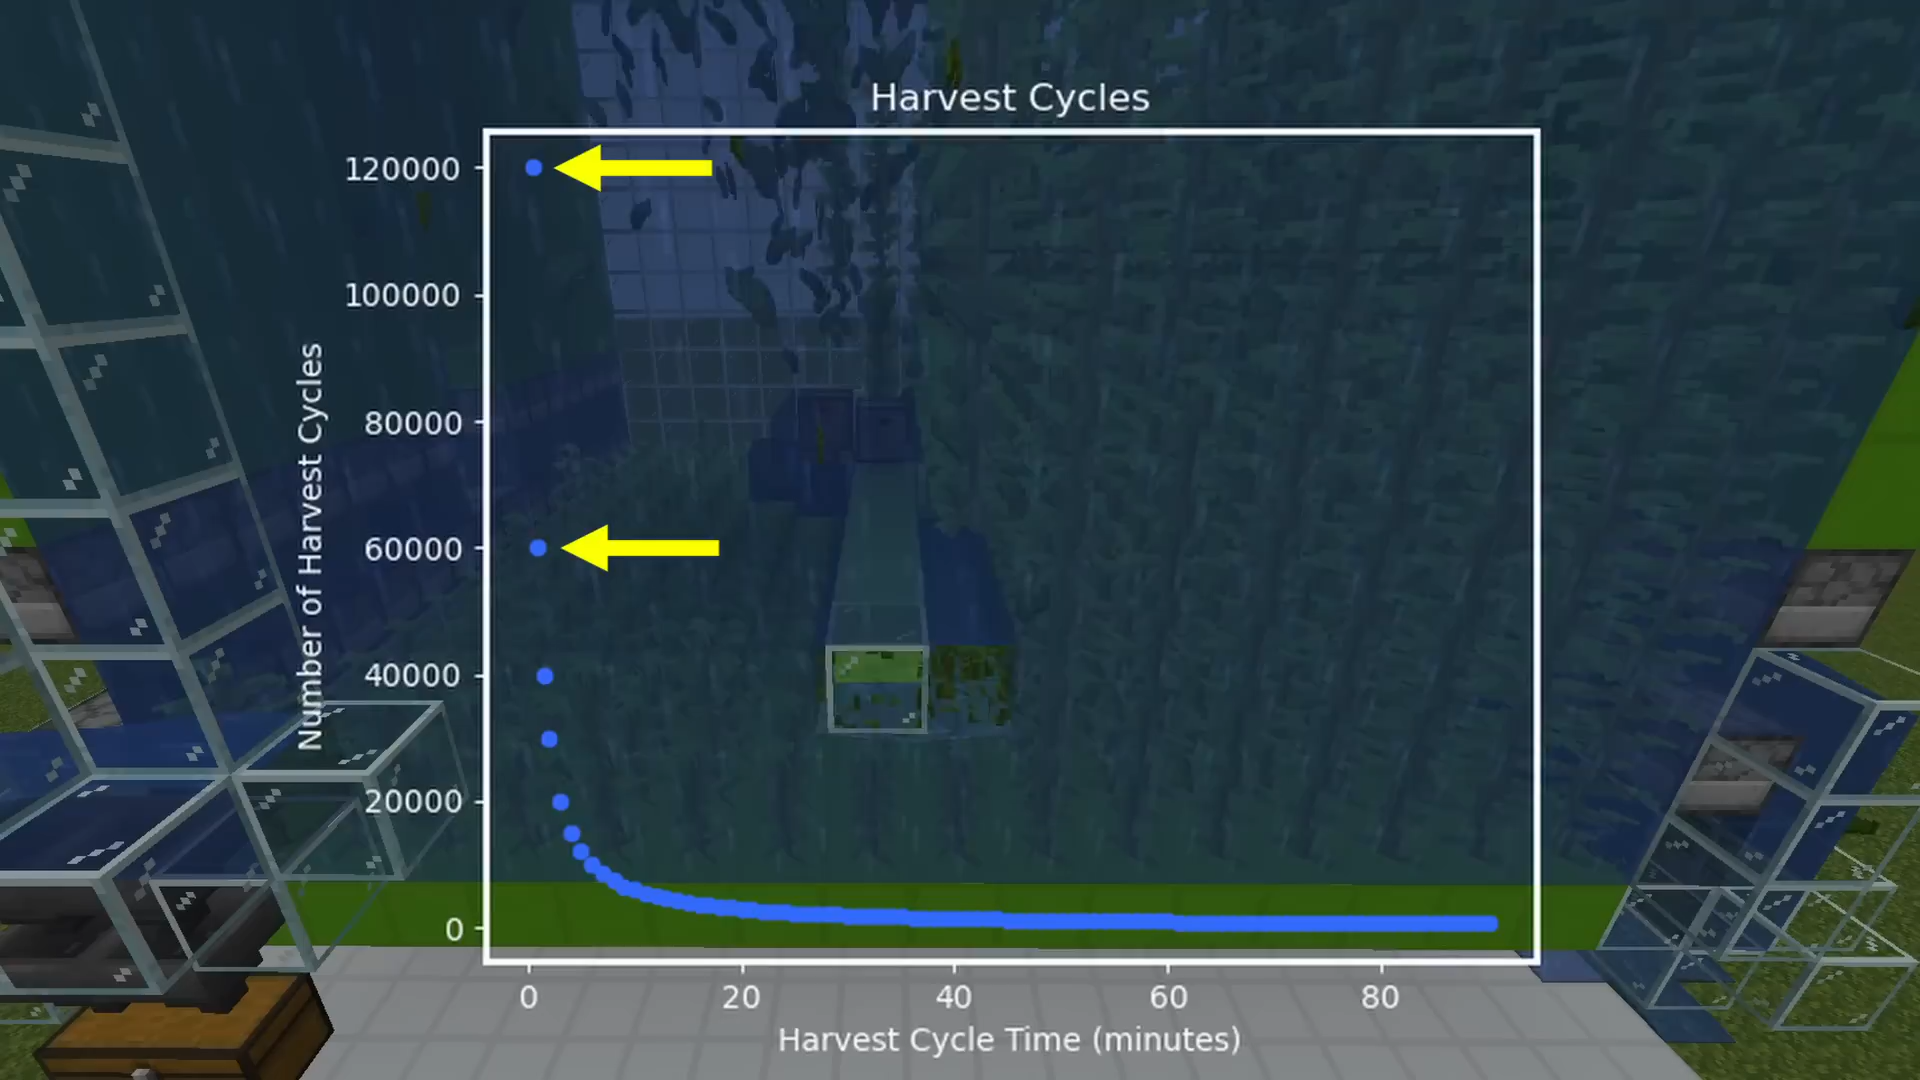 Harvest Cycles
120000
100000
80000
60000
40000
20000
0
Number of Harvest Cycles
0 20 40 60 80
Harvest Cycle Time (minutes)